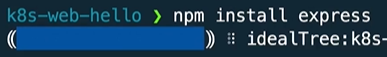 k8s-web-hello ❯ npm install express
(( )) ⠸ idealTree:k8s-